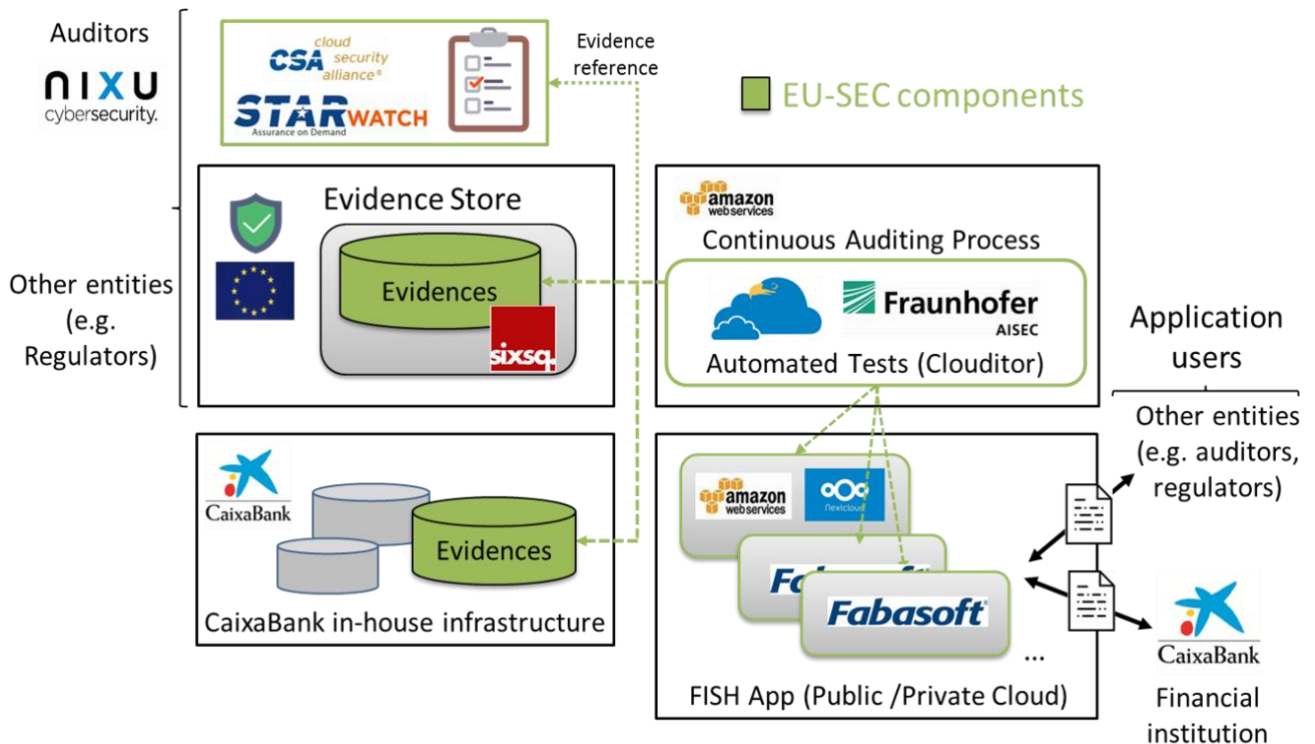 Auditors
NIXU
cybersecurity.
CSA cloud
security
alliance®
STARWATCH
Assurance on Demand
Evidence
reference
EU-SEC components
Evidence Store
Evidences
sixsq.
Other entities
(e.g.
Regulators)
amazon
webservices
Continuous Auditing Process
Fraunhofer
AISEC
Automated Tests (Clouditor)
Application
users
Other entities
(e.g. auditors,
regulators)
CaixaBank
Evidences
CaixaBank in-house infrastructure
amazon
webservices
nextcloud
Fabasoft
Fabasoft®
...
FISH App (Public /Private Cloud)
CaixaBank
Financial
institution